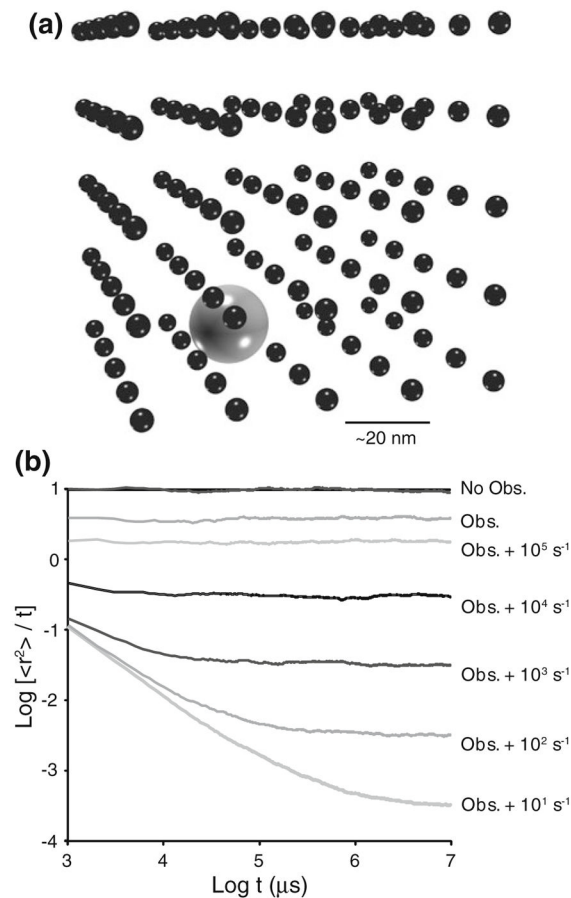 (a)
~20 nm
(b)
Log [<r²> / t]
1
0
-1
-2
-3
-4
3
4
5
6
7
Log t (μs)
No Obs.
Obs.
Obs. + 10⁵ s⁻¹
Obs. + 10⁴ s⁻¹
Obs. + 10³ s⁻¹
Obs. + 10² s⁻¹
Obs. + 10¹ s⁻¹